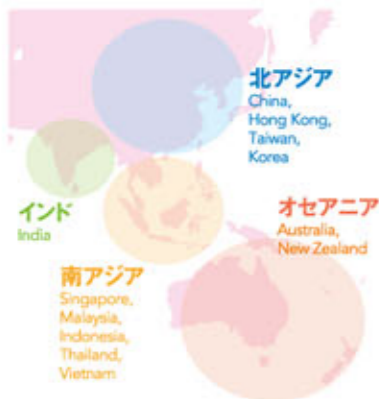 北アジア
China,
Hong Kong,
Taiwan,
Korea
インド
India
オセアニア
Australia,
New Zealand
南アジア
Singapore,
Malaysia,
Indonesia,
Thailand,
Vietnam